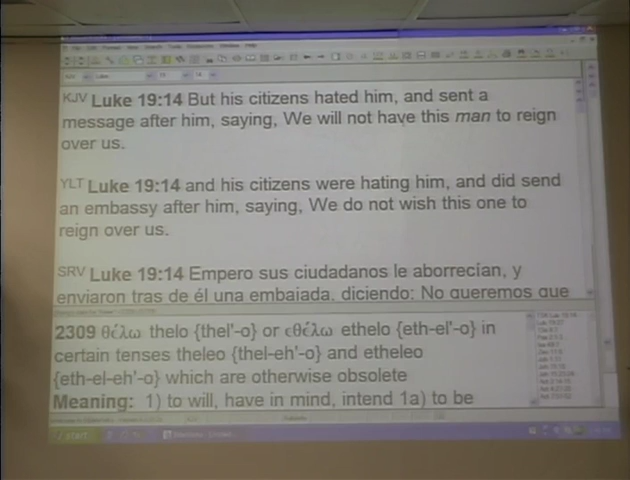 KJV Luke 19:14 But his citizens hated him, and sent a
message after him, saying, We will not have this man to reign
over us.
YLT Luke 19:14 and his citizens were hating him, and did send
an embassy after him, saying, We do not wish this one to
reign over us.
SRV Luke 19:14 Empero sus ciudadanos le aborrecían, y
enviaron tras de él una embajada, diciendo: No queremos que
2309 θέλω thelo {thel'-o} or εθέλω ethelo {eth-el'-o} in
certain tenses theleo {thel-eh'-o} and etheleo
{eth-el-eh'-o} which are otherwise obsolete
Meaning: 1) to will, have in mind, intend 1a) to be
start